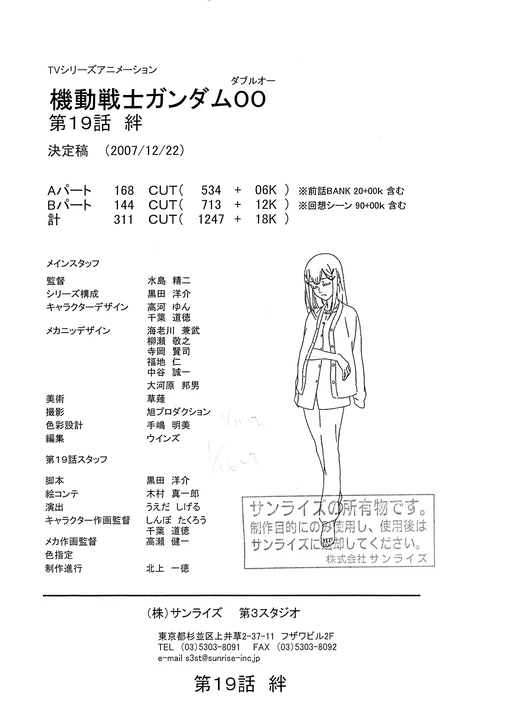 TVシリーズアニメーション
ダブルオー
機動戦士ガンダムOO
第19話 絆
決定稿 （2007/12/22）
Aパート 168 CUT( 534 + 06K ) ※前話BANK 20+00k 含む
Bパート 144 CUT( 713 + 12K ) ※回想シーン 90+00k 含む
計 311 CUT( 1247 + 18K )
メインスタッフ
監督 水島 精二
シリーズ構成 黒田 洋介
キャラクターデザイン 高河 ゆん
千葉 道徳
メカニッデザイン 海老川 兼武
柳瀬 敬之
寺岡 賢司
福地 仁
中谷 誠一
大河原 邦男
美術 草薙
撮影 旭プロダクション
色彩設計 手嶋 明美
編集 ウインズ
第19話スタッフ
脚本 黒田 洋介
絵コンテ 木村 真一郎
演出 うえだ しげる
キャラクター作画監督 しんぼ たくろう
千葉 道徳
メカ作画監督 高瀬 健一
色指定
制作進行 北上 一徳
サンライズの所有物です。
制作目的にのみ使用し、使用後は
サンライズに返却してください。
株式会社 サンライズ
（株）サンライズ 第3スタジオ
東京都杉並区上井草2-37-11 フザワビル2F
TEL (03)5303-8091 FAX (03)5303-8092
e-mail s3st@sunrise-inc.jp
第19話 絆